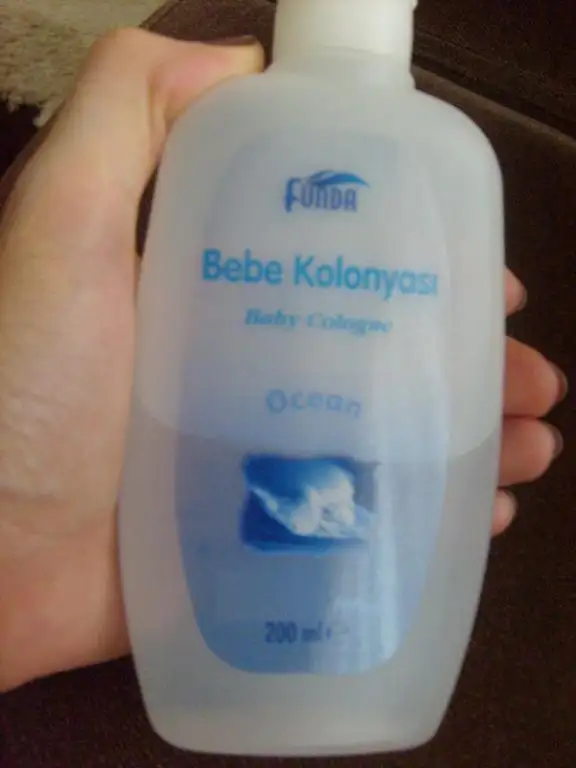 FUNDA
Bebe Kolonyası
Baby Cologne
Ocean
200 ml e